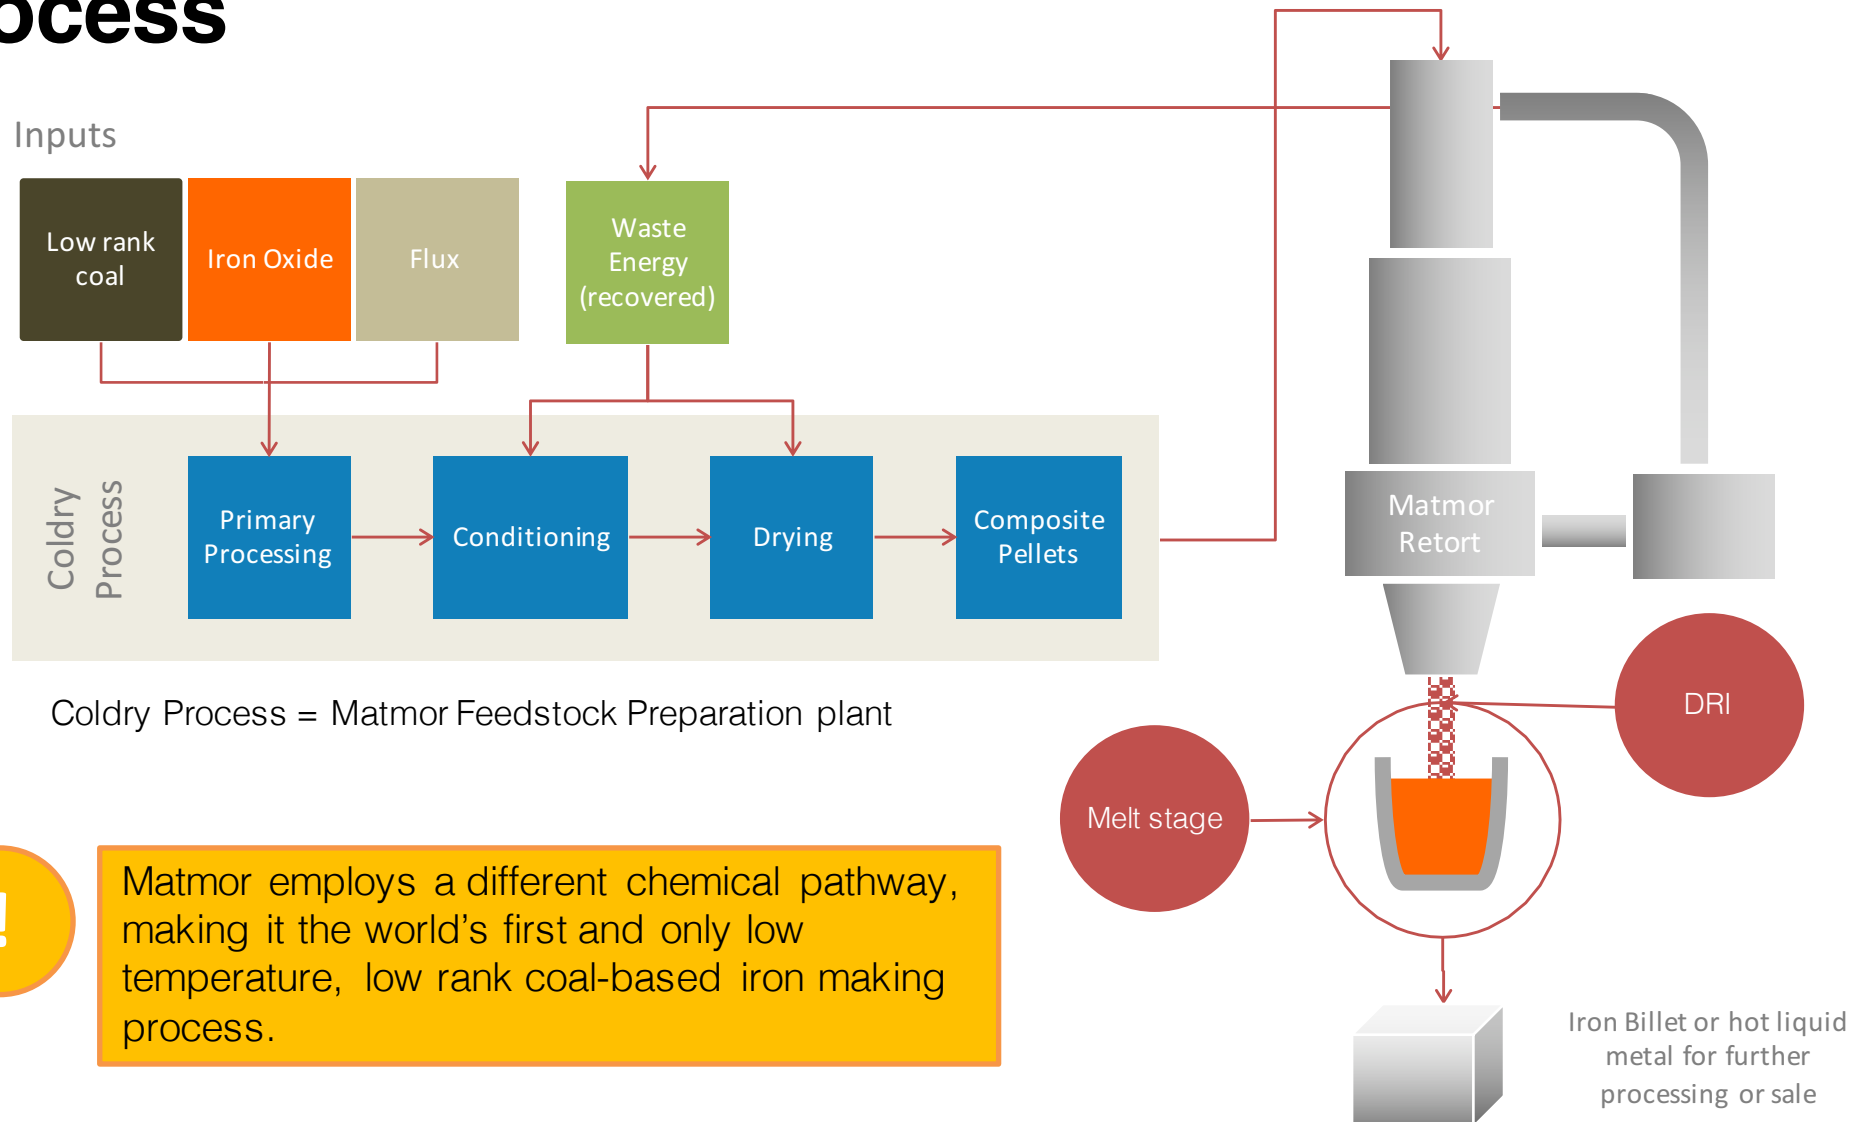 ocess
Inputs
Low rank
coal
Iron Oxide
Flux
Waste
Energy
(recovered)
Coldry
Process
Primary
Processing
Conditioning
Drying
Composite
Pellets
Matmor
Retort
Coldry Process = Matmor Feedstock Preparation plant
DRI
Melt stage
!
Matmor employs a different chemical pathway,
making it the world's first and only low
temperature, low rank coal-based iron making
process.
Iron Billet or hot liquid
metal for further
processing or sale